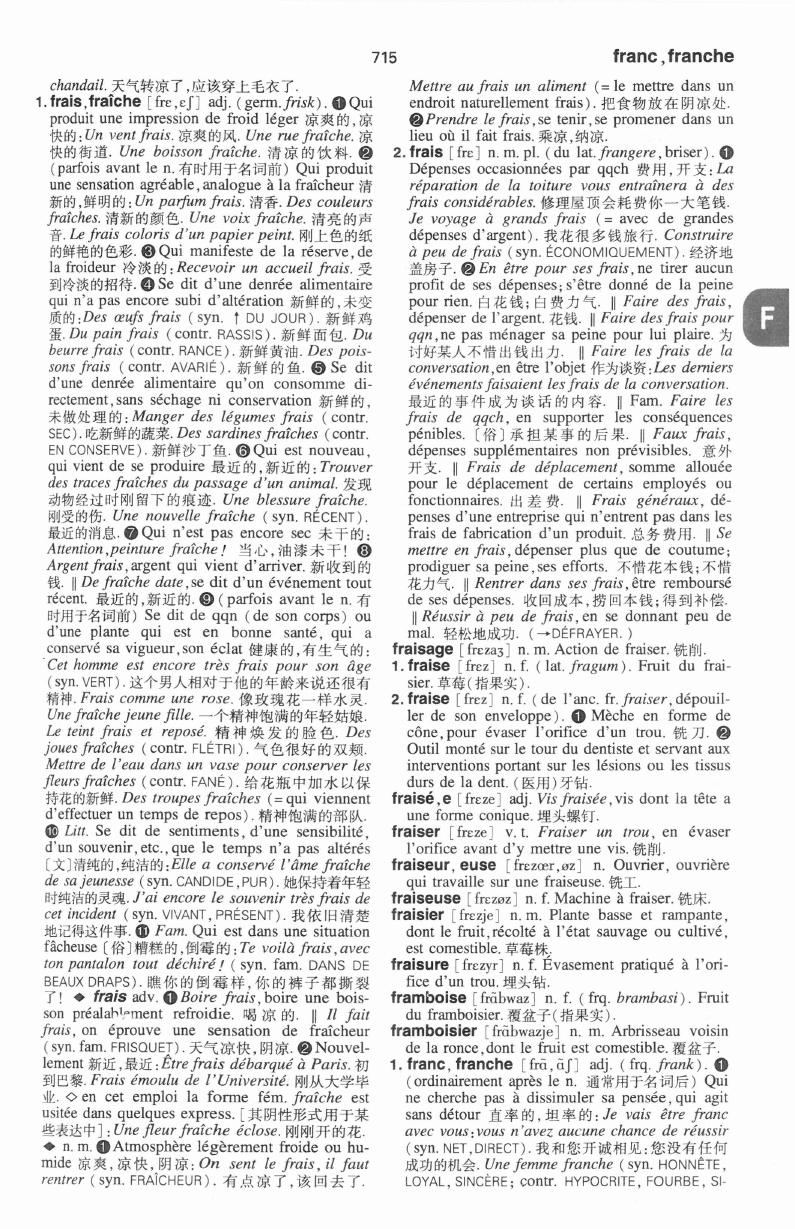 715
franc,franche
chandail. 天气转凉了,应该穿上毛衣了.
1. frais,fraîche [frɛ,ɛʃ] adj. (germ. frisk). ❶ Qui
produit une impression de froid léger 凉爽的,凉
快的:Un vent frais. 凉爽的风. Une rue fraîche. 凉
快的街道. Une boisson fraîche. 清凉的饮料. ❷
(parfois avant le n. 有时用于名词前) Qui produit
une sensation agréable,analogue à la fraîcheur 清
新的,鲜明的:Un parfum frais. 清香. Des couleurs
fraîches. 清新的颜色. Une voix fraîche. 清亮的声
音. Le frais coloris d'un papier peint. 刚上色的纸
的鲜艳的色彩. ❸ Qui manifeste de la réserve,de
la froideur 冷淡的:Recevoir un accueil frais. 受
到冷淡的招待. ❹ Se dit d'une denrée alimentaire
qui n'a pas encore subi d'altération 新鲜的,未变
质的:Des œufs frais (syn. ↑ DU JOUR). 新鲜鸡
蛋. Du pain frais (contr. RASSIS). 新鲜面包. Du
beurre frais (contr. RANCE). 新鲜黄油. Des pois-
sons frais (contr. AVARIÉ). 新鲜的鱼. ❺ Se dit
d'une denrée alimentaire qu'on consomme di-
rectement,sans séchage ni conservation 新鲜的,
未做处理的:Manger des légumes frais (contr.
SEC). 吃新鲜的蔬菜. Des sardines fraîches (contr.
EN CONSERVE). 新鲜沙丁鱼. ❻ Qui est nouveau,
qui vient de se produire 最近的,新近的:Trouver
des traces fraîches du passage d'un animal. 发现
动物经过时刚留下的痕迹. Une blessure fraîche.
刚受的伤. Une nouvelle fraîche (syn. RÉCENT).
最近的消息. ❼ Qui n'est pas encore sec 未干的:
Attention,peinture fraîche! 当心,油漆未干! ❽
Argent frais,argent qui vient d'arriver. 新收到的
钱. ‖ De fraîche date,se dit d'un événement tout
récent. 最近的,新近的. ❾ (parfois avant le n. 有
时用于名词前) Se dit de qqn (de son corps) ou
d'une plante qui est en bonne santé, qui a
conservé sa vigueur,son éclat 健康的,有生气的:
Cet homme est encore très frais pour son âge
(syn. VERT). 这个男人相对于他的年龄来说还很有
精神. Frais comme une rose. 像玫瑰花一样水灵.
Une fraîche jeune fille. 一个精神饱满的年轻姑娘.
Le teint frais et reposé. 精神焕发的脸色. Des
joues fraîches (contr. FLÉTRI). 气色很好的双颊.
Mettre de l'eau dans un vase pour conserver les
fleurs fraîches (contr. FANÉ). 给花瓶中加水以保
持花的新鲜. Des troupes fraîches (= qui viennent
d'effectuer un temps de repos). 精神饱满的部队.
❿ Litt. Se dit de sentiments, d'une sensibilité,
d'un souvenir,etc.,que le temps n'a pas altérés
[文]清纯的,纯洁的:Elle a conservé l'âme fraîche
de sa jeunesse (syn. CANDIDE,PUR). 她保持着年轻
时纯洁的灵魂. J'ai encore le souvenir très frais de
cet incident (syn. VIVANT, PRÉSENT). 我依旧清楚
地记得这件事. ⓫ Fam. Qui est dans une situation
fâcheuse [俗]糟糕的,倒霉的:Te voilà frais,avec
ton pantalon tout déchiré! (syn. fam. DANS DE
BEAUX DRAPS). 瞧你的倒霉样,你的裤子都撕裂
了! ◆ frais adv. ❶ Boire frais,boire une bois-
son préalablement refroidie. 喝凉的. ‖ Il fait
frais, on éprouve une sensation de fraîcheur
(syn. fam. FRISQUET). 天气凉快,阴凉. ❷ Nouvel-
lement 新近,最近:Être frais débarqué à Paris. 初
到巴黎. Frais émoulu de l'Université. 刚从大学毕
业. ◇ en cet emploi la forme fém. fraîche est
usitée dans quelques express. [其阴性形式用于某
些表达中]:Une fleur fraîche éclose. 刚刚开的花.
◆ n. m. ❶ Atmosphère légèrement froide ou hu-
mide 凉爽,凉快,阴凉:On sent le frais, il faut
rentrer (syn. FRAÎCHEUR). 有点凉了,该回去了.
Mettre au frais un aliment (= le mettre dans un
endroit naturellement frais). 把食物放在阴凉处.
❷ Prendre le frais,se tenir,se promener dans un
lieu où il fait frais. 乘凉,纳凉.
2. frais [frɛ] n. m. pl. (du lat. frangere,briser). ❶
Dépenses occasionnées par qqch 费用,开支:La
réparation de la toiture vous entraînera à des
frais considérables. 修理屋顶会耗费你一大笔钱.
Je voyage à grands frais (= avec de grandes
dépenses d'argent). 我花很多钱旅行. Construire
à peu de frais (syn. ÉCONOMIQUEMENT). 经济地
盖房子. ❷ En être pour ses frais,ne tirer aucun
profit de ses dépenses;s'être donné de la peine
pour rien. 白花钱;白费力气. ‖ Faire des frais,
dépenser de l'argent. 花钱. ‖ Faire des frais pour
qqn,ne pas ménager sa peine pour lui plaire. 为
讨好某人不惜出钱出力. ‖ Faire les frais de la
conversation,en être l'objet 作为谈资:Les derniers
événements faisaient les frais de la conversation.
最近的事件成为谈话的内容. ‖ Fam. Faire les
frais de qqch, en supporter les conséquences
pénibles. [俗]承担某事的后果. ‖ Faux frais,
dépenses supplémentaires non prévisibles. 意外
开支. ‖ Frais de déplacement, somme allouée
pour le déplacement de certains employés ou
fonctionnaires. 出差费. ‖ Frais généraux, dé-
penses d'une entreprise qui n'entrent pas dans les
frais de fabrication d'un produit. 总务费用. ‖ Se
mettre en frais,dépenser plus que de coutume;
prodiguer sa peine,ses efforts. 不惜花本钱;不惜
花力气. ‖ Rentrer dans ses frais,être remboursé
de ses dépenses. 收回成本,捞回本钱;得到补偿.
‖ Réussir à peu de frais,en se donnant peu de
mal. 轻松地成功. (→DÉFRAYER.)
fraisage [frɛzaʒ] n. m. Action de fraiser. 铣削.
1. fraise [frɛz] n. f. (lat. fragum). Fruit du frai-
sier. 草莓(指果实).
2. fraise [frɛz] n. f. (de l'anc. fr. fraiser,dépouil-
ler de son enveloppe). ❶ Mèche en forme de
cône,pour évaser l'orifice d'un trou. 铣刀. ❷
Outil monté sur le tour du dentiste et servant aux
interventions portant sur les lésions ou les tissus
durs de la dent. (医用)牙钻.
fraisé,e [frɛze] adj. Vis fraisée,vis dont la tête a
une forme conique. 埋头螺钉.
fraiser [frɛze] v. t. Fraiser un trou, en évaser
l'orifice avant d'y mettre une vis. 铣削.
fraiseur, euse [frɛzœr,øz] n. Ouvrier, ouvrière
qui travaille sur une fraiseuse. 铣工.
fraiseuse [frɛzøz] n. f. Machine à fraiser. 铣床.
fraisier [frɛzje] n. m. Plante basse et rampante,
dont le fruit,récolté à l'état sauvage ou cultivé,
est comestible. 草莓株.
fraisure [frɛzyr] n. f. Évasement pratiqué à l'ori-
fice d'un trou. 埋头钻.
framboise [frɑ̃bwaz] n. f. (frq. brambasi). Fruit
du framboisier. 覆盆子(指果实).
framboisier [frɑ̃bwazje] n. m. Arbrisseau voisin
de la ronce,dont le fruit est comestible. 覆盆子.
1. franc, franche [frɑ̃, ɑ̃ʃ] adj. (frq. frank). ❶
(ordinairement après le n. 通常用于名词后) Qui
ne cherche pas à dissimuler sa pensée, qui agit
sans détour 直率的,坦率的:Je vais être franc
avec vous:vous n'avez aucune chance de réussir
(syn. NET,DIRECT). 我和您开诚相见:您没有任何
成功的机会. Une femme franche (syn. HONNÊTE,
LOYAL, SINCÈRE; contr. HYPOCRITE, FOURBE, SI-
F